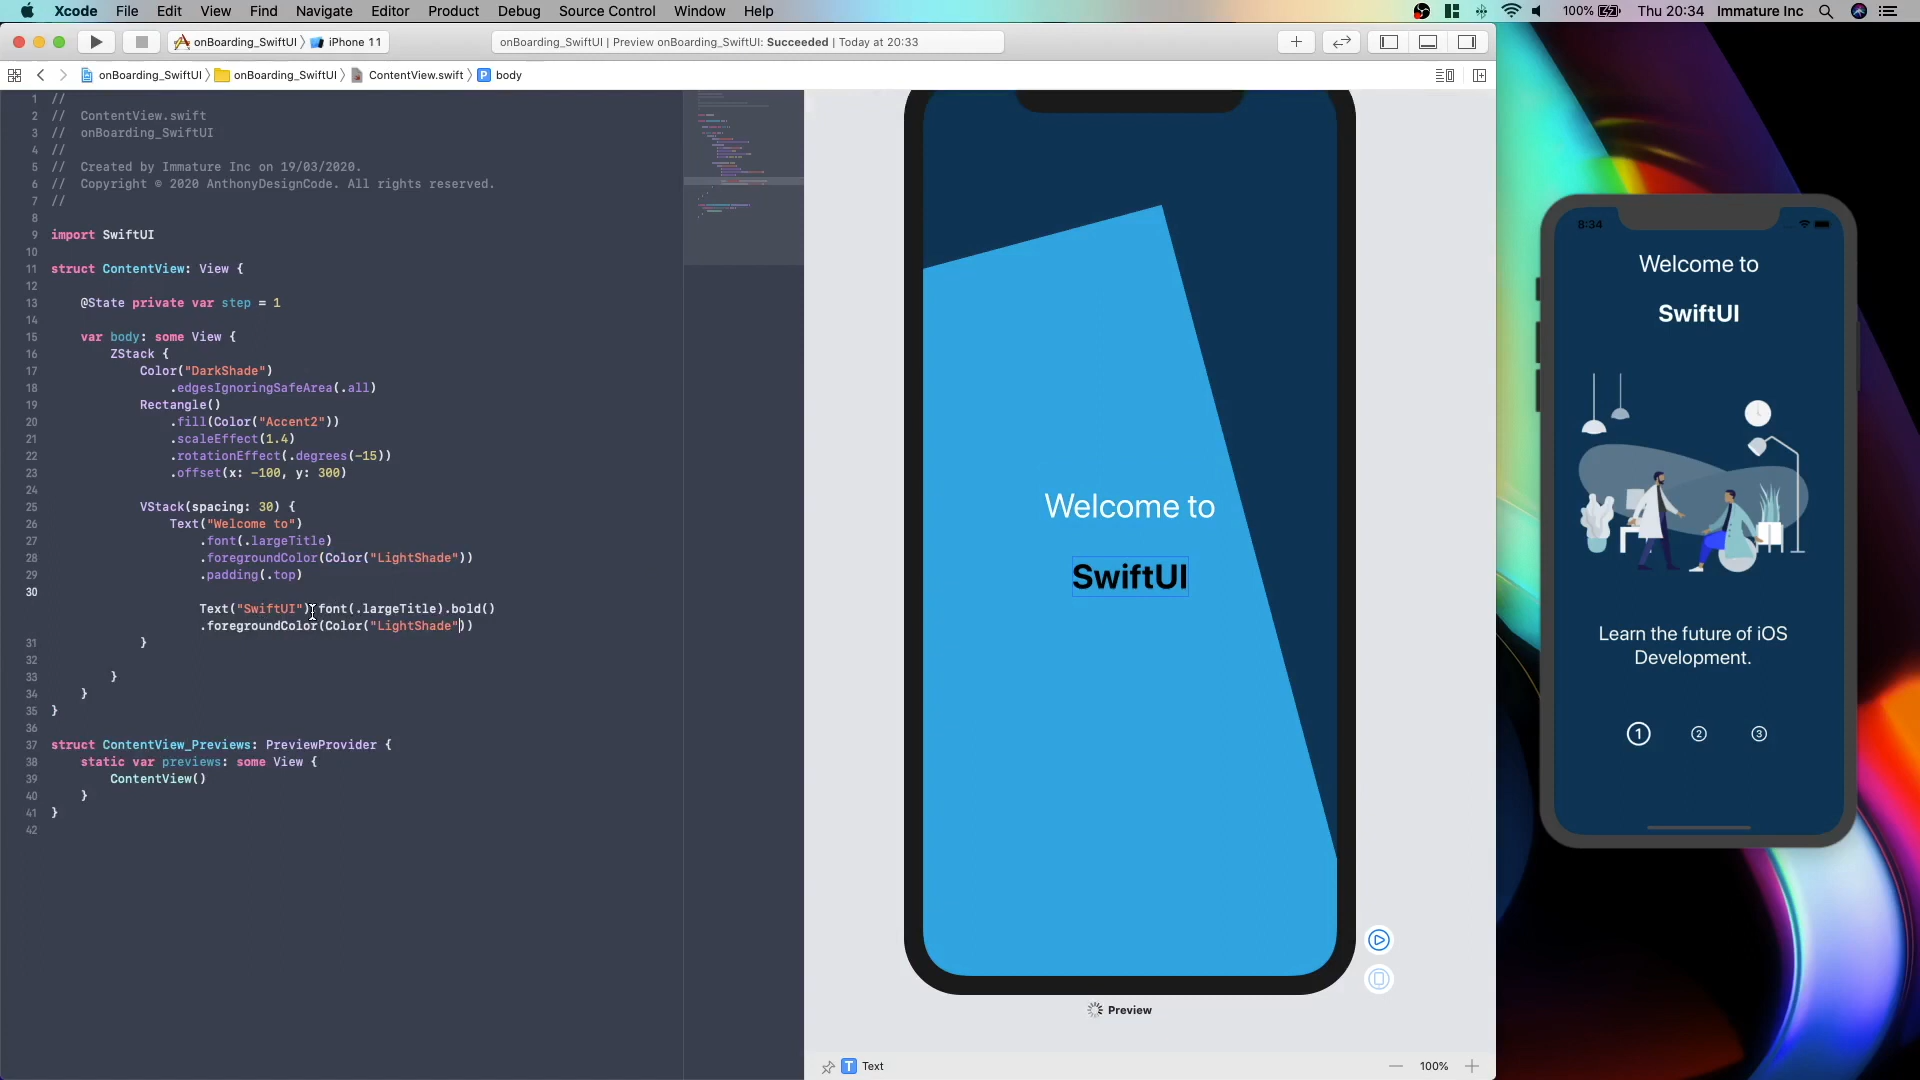 Xcode File Edit View Find Navigate Editor Product Debug Source Control Window Help 100% Thu 20:34 Immature Inc
onBoarding_SwiftUI iPhone 11 onBoarding_SwiftUI | Preview onBoarding_SwiftUI: Succeeded | Today at 20:33
onBoarding_SwiftUI onBoarding_SwiftUI ContentView.swift P body
1 //
2 // ContentView.swift
3 // onBoarding_SwiftUI
4 //
5 // Created by Immature Inc on 19/03/2020.
6 // Copyright © 2020 AnthonyDesignCode. All rights reserved.
7 //
8
9 import SwiftUI
10
11 struct ContentView: View {
12
13 @State private var step = 1
14
15 var body: some View {
16 ZStack {
17 Color("DarkShade")
18 .edgesIgnoringSafeArea(.all)
19 Rectangle()
20 .fill(Color("Accent2"))
21 .scaleEffect(1.4)
22 .rotationEffect(.degrees(-15))
23 .offset(x: -100, y: 300)
24
25 VStack(spacing: 30) {
26 Text("Welcome to")
27 .font(.largeTitle)
28 .foregroundColor(Color("LightShade"))
29 .padding(.top)
30
Text("SwiftUI").font(.largeTitle).bold()
.foregroundColor(Color("LightShade"))
31 }
32
33 }
34 }
35 }
36
37 struct ContentView_Previews: PreviewProvider {
38 static var previews: some View {
39 ContentView()
40 }
41 }
42
Welcome to
SwiftUI
Preview
T Text
100%
8:34
Welcome to
SwiftUI
Learn the future of iOS
Development.
1 2 3